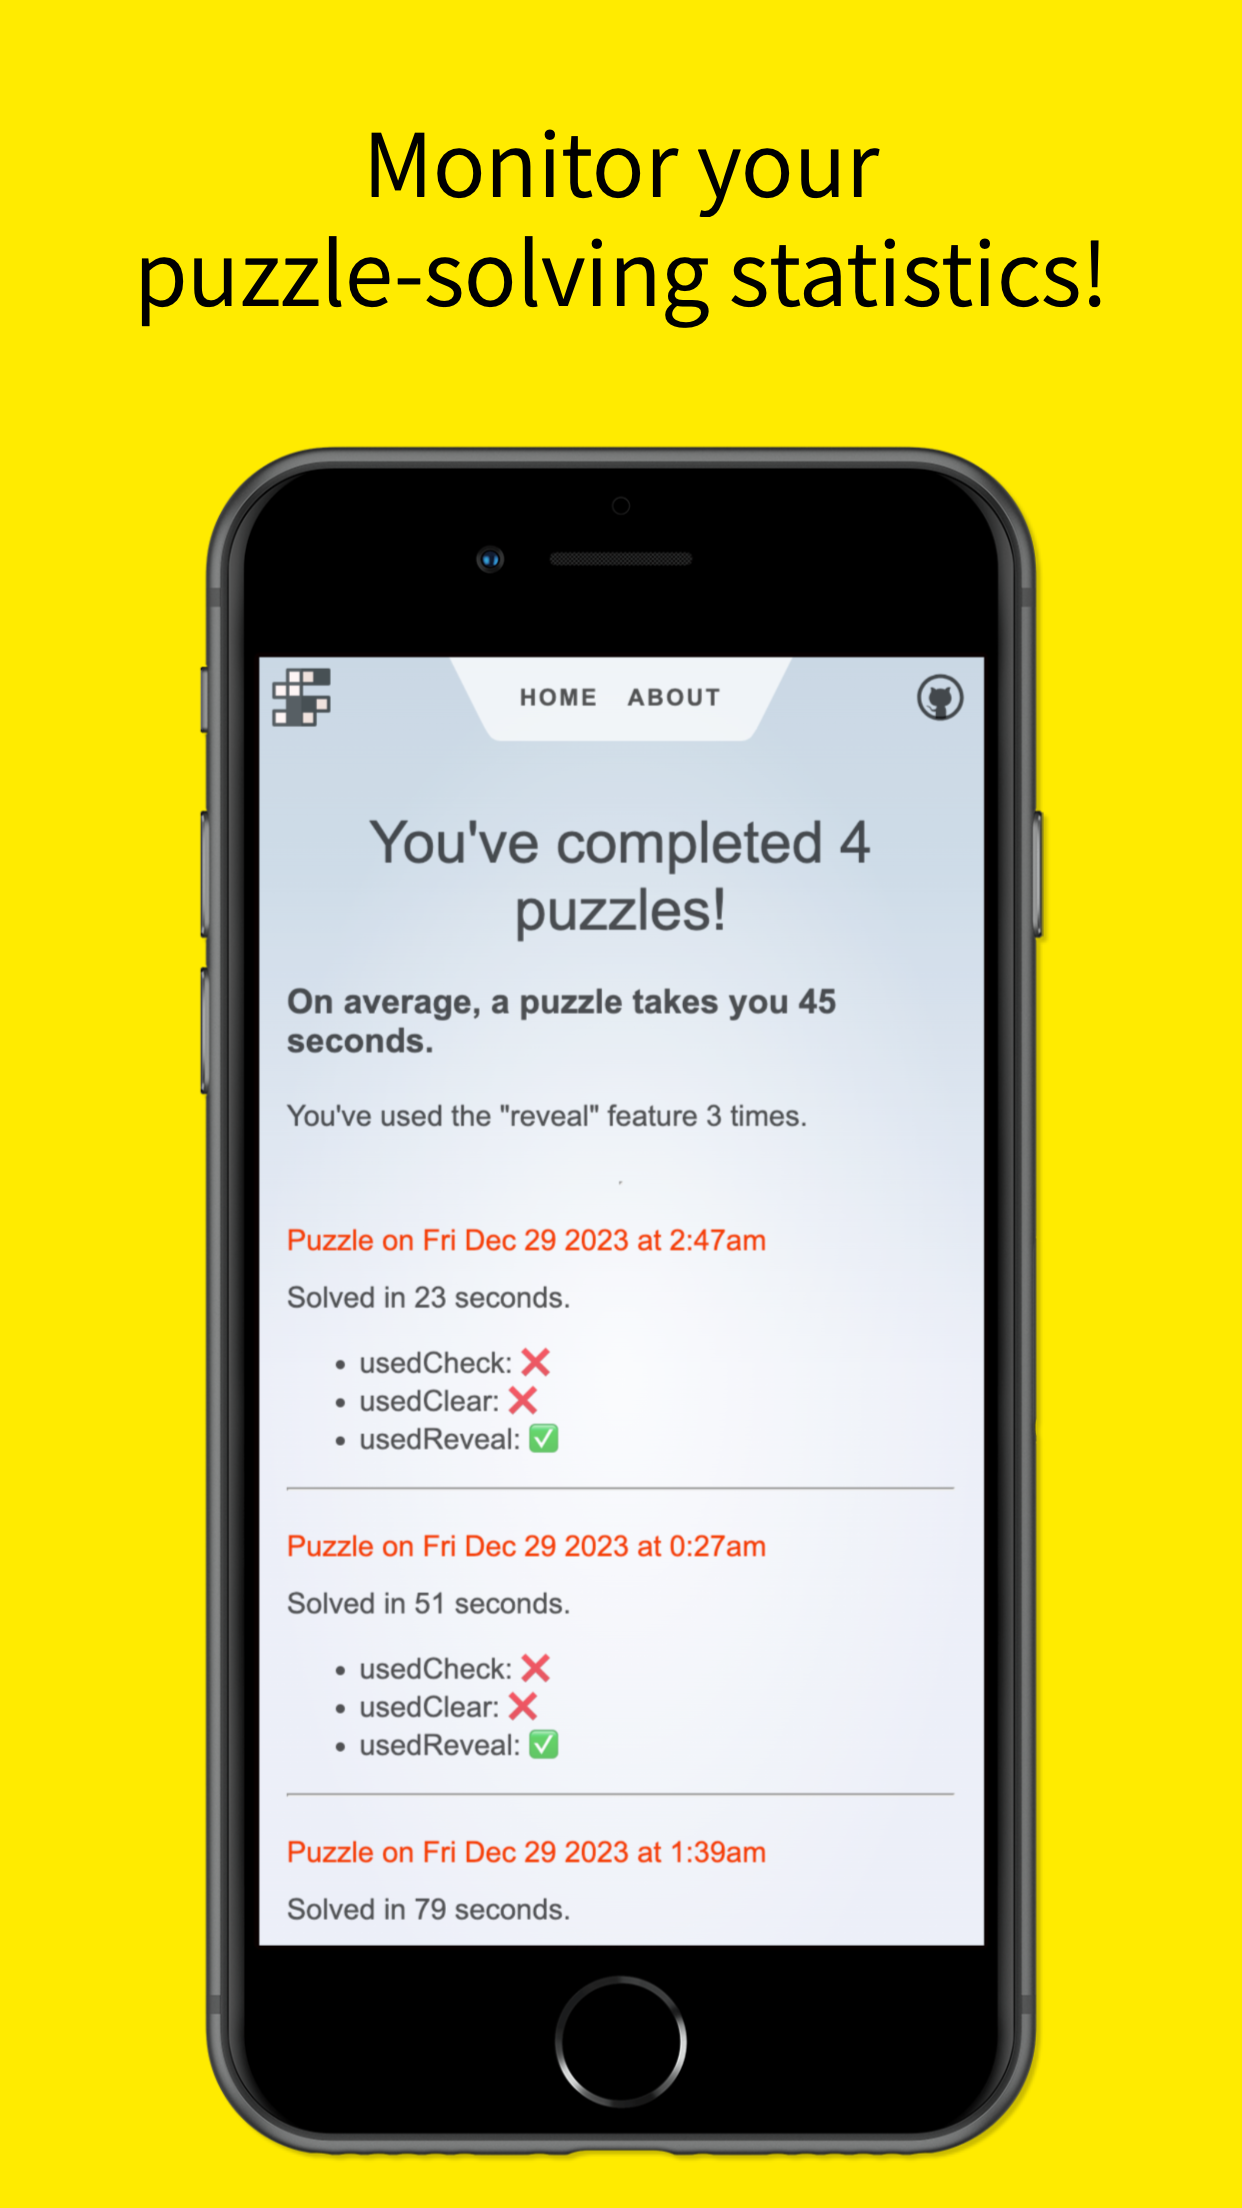 Monitor your
puzzle-solving statistics!
HOME ABOUT
You've completed 4
puzzles!
On average, a puzzle takes you 45
seconds.
You've used the "reveal" feature 3 times.
Puzzle on Fri Dec 29 2023 at 2:47am
Solved in 23 seconds.
• usedCheck: ❌
• usedClear: ❌
• usedReveal: ✅
Puzzle on Fri Dec 29 2023 at 0:27am
Solved in 51 seconds.
• usedCheck: ❌
• usedClear: ❌
• usedReveal: ✅
Puzzle on Fri Dec 29 2023 at 1:39am
Solved in 79 seconds.